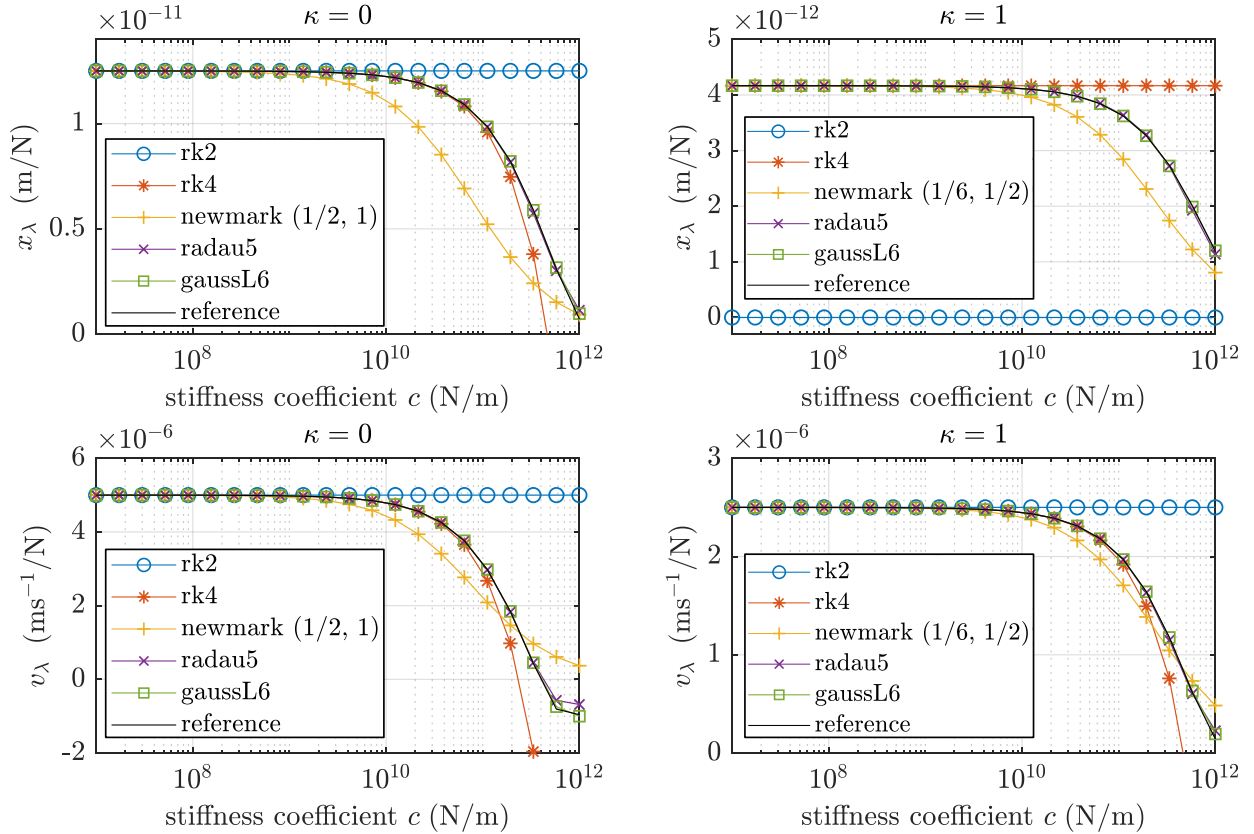 ×10⁻¹¹ κ = 0
1
0.5
0
x_λ (m/N)
rk2
rk4
newmark (1/2, 1)
radau5
gaussL6
reference
10⁸ 10¹⁰ 10¹²
stiffness coefficient c (N/m)
×10⁻¹² κ = 1
5
4
3
2
1
0
x_λ (m/N)
rk2
rk4
newmark (1/6, 1/2)
radau5
gaussL6
reference
10⁸ 10¹⁰ 10¹²
stiffness coefficient c (N/m)
×10⁻⁶ κ = 0
6
4
2
0
-2
v_λ (ms⁻¹/N)
rk2
rk4
newmark (1/2, 1)
radau5
gaussL6
reference
10⁸ 10¹⁰ 10¹²
stiffness coefficient c (N/m)
×10⁻⁶ κ = 1
3
2
1
0
v_λ (ms⁻¹/N)
rk2
rk4
newmark (1/6, 1/2)
radau5
gaussL6
reference
10⁸ 10¹⁰ 10¹²
stiffness coefficient c (N/m)